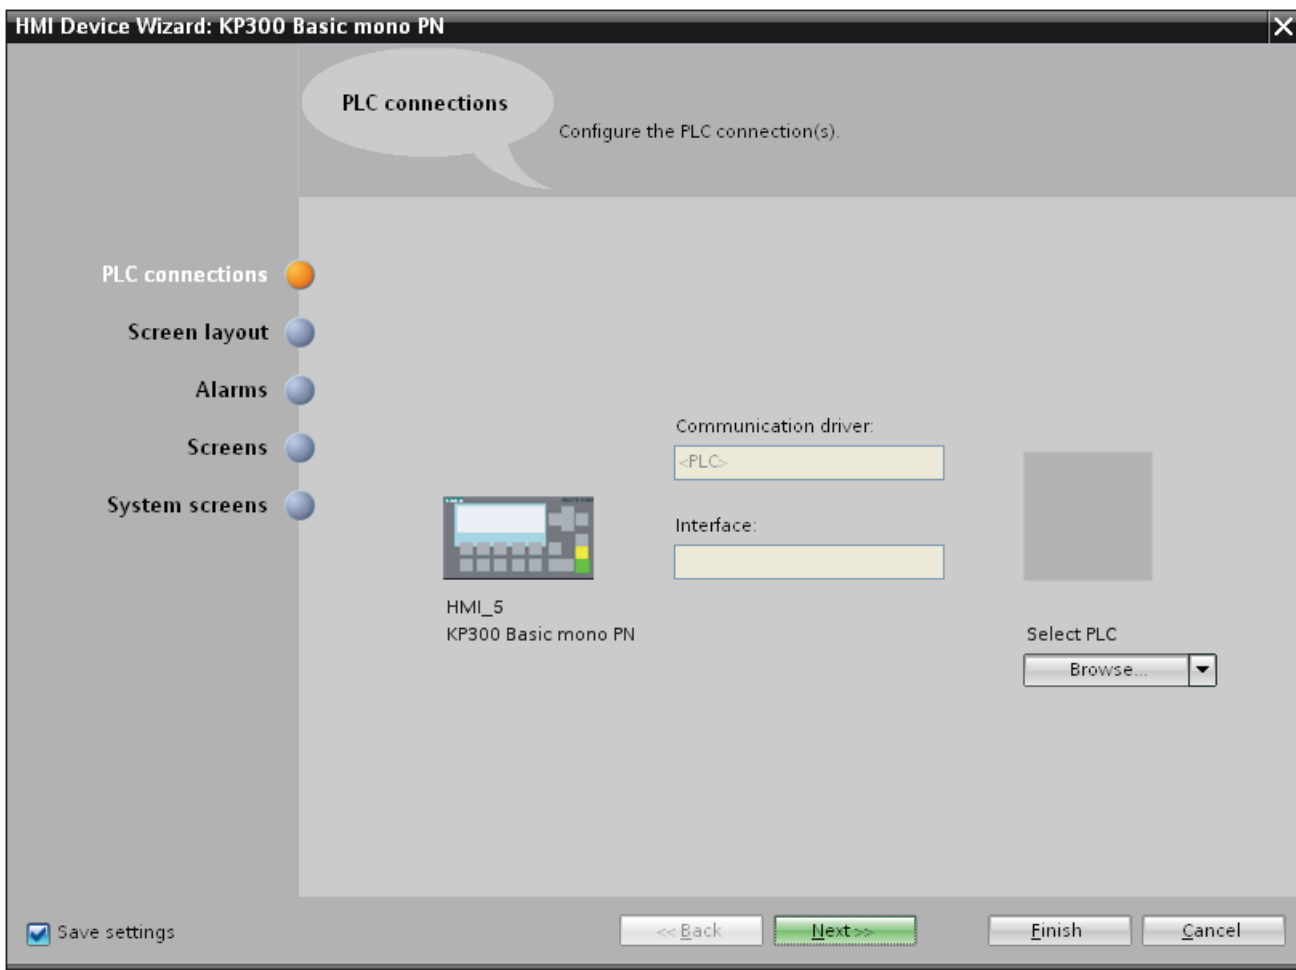 HMI Device Wizard: KP300 Basic mono PN
PLC connections
Configure the PLC connection(s).
PLC connections
Screen layout
Alarms
Screens
System screens
Communication driver:
<PLC>
Interface:
HMI_5
KP300 Basic mono PN
Select PLC
Browse...
Save settings
<< Back
Next >>
Finish
Cancel